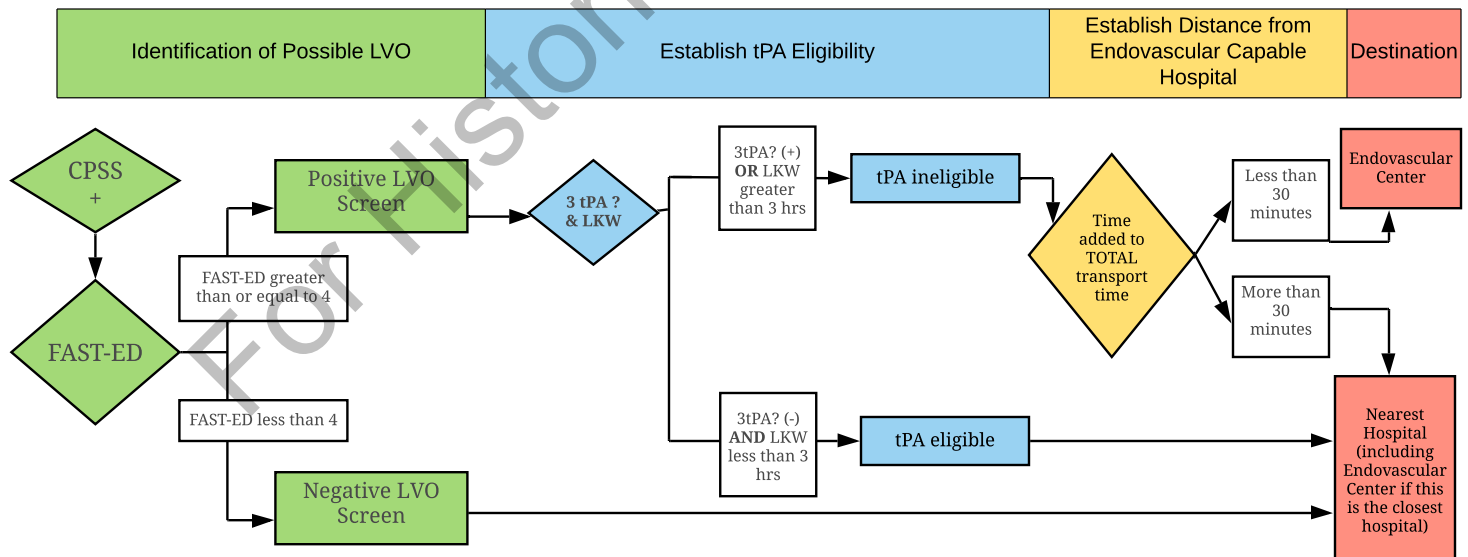 Identification of Possible LVO
Establish tPA Eligibility
Establish Distance from
Endovascular Capable
Hospital
Destination
CPSS
+
FAST-ED
FAST-ED greater
than or equal to 4
FAST-ED less than 4
Positive LVO
Screen
Negative LVO
Screen
3 tPA ?
& LKW
3tPA? (+)
OR LKW
greater
than 3 hrs
3tPA? (-)
AND LKW
less than 3
hrs
tPA ineligible
tPA eligible
Time
added to
TOTAL
transport
time
Less than
30
minutes
More than
30
minutes
Endovascular
Center
Nearest
Hospital
(including
Endovascular
Center if this
is the closest
hospital)
For Histor